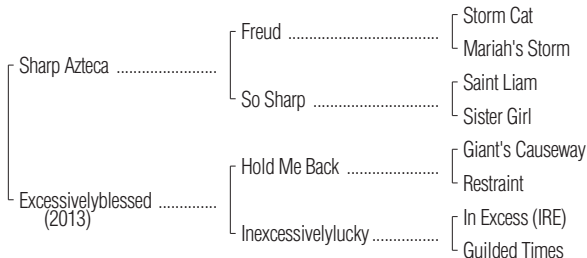 Storm Cat
Freud ......................................
Mariah's Storm
Sharp Azteca .........................
Saint Liam
So Sharp ................................
Sister Girl
Giant's Causeway
Hold Me Back .......................
Restraint
Excessivelyblessed ..............
(2013)
In Excess (IRE)
Inexcessivelylucky.................
Guilded Times